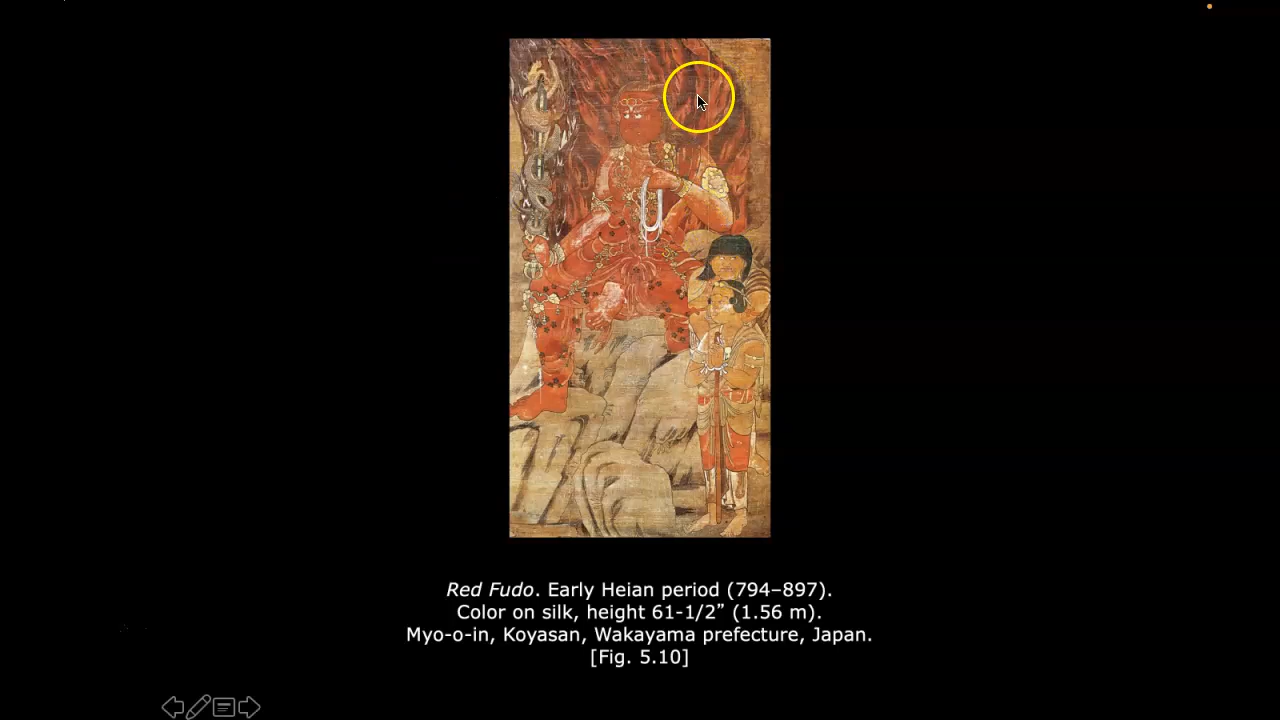 Red Fudo. Early Heian period (794–897).
Color on silk, height 61-1/2” (1.56 m).
Myo-o-in, Koyasan, Wakayama prefecture, Japan.
[Fig. 5.10]